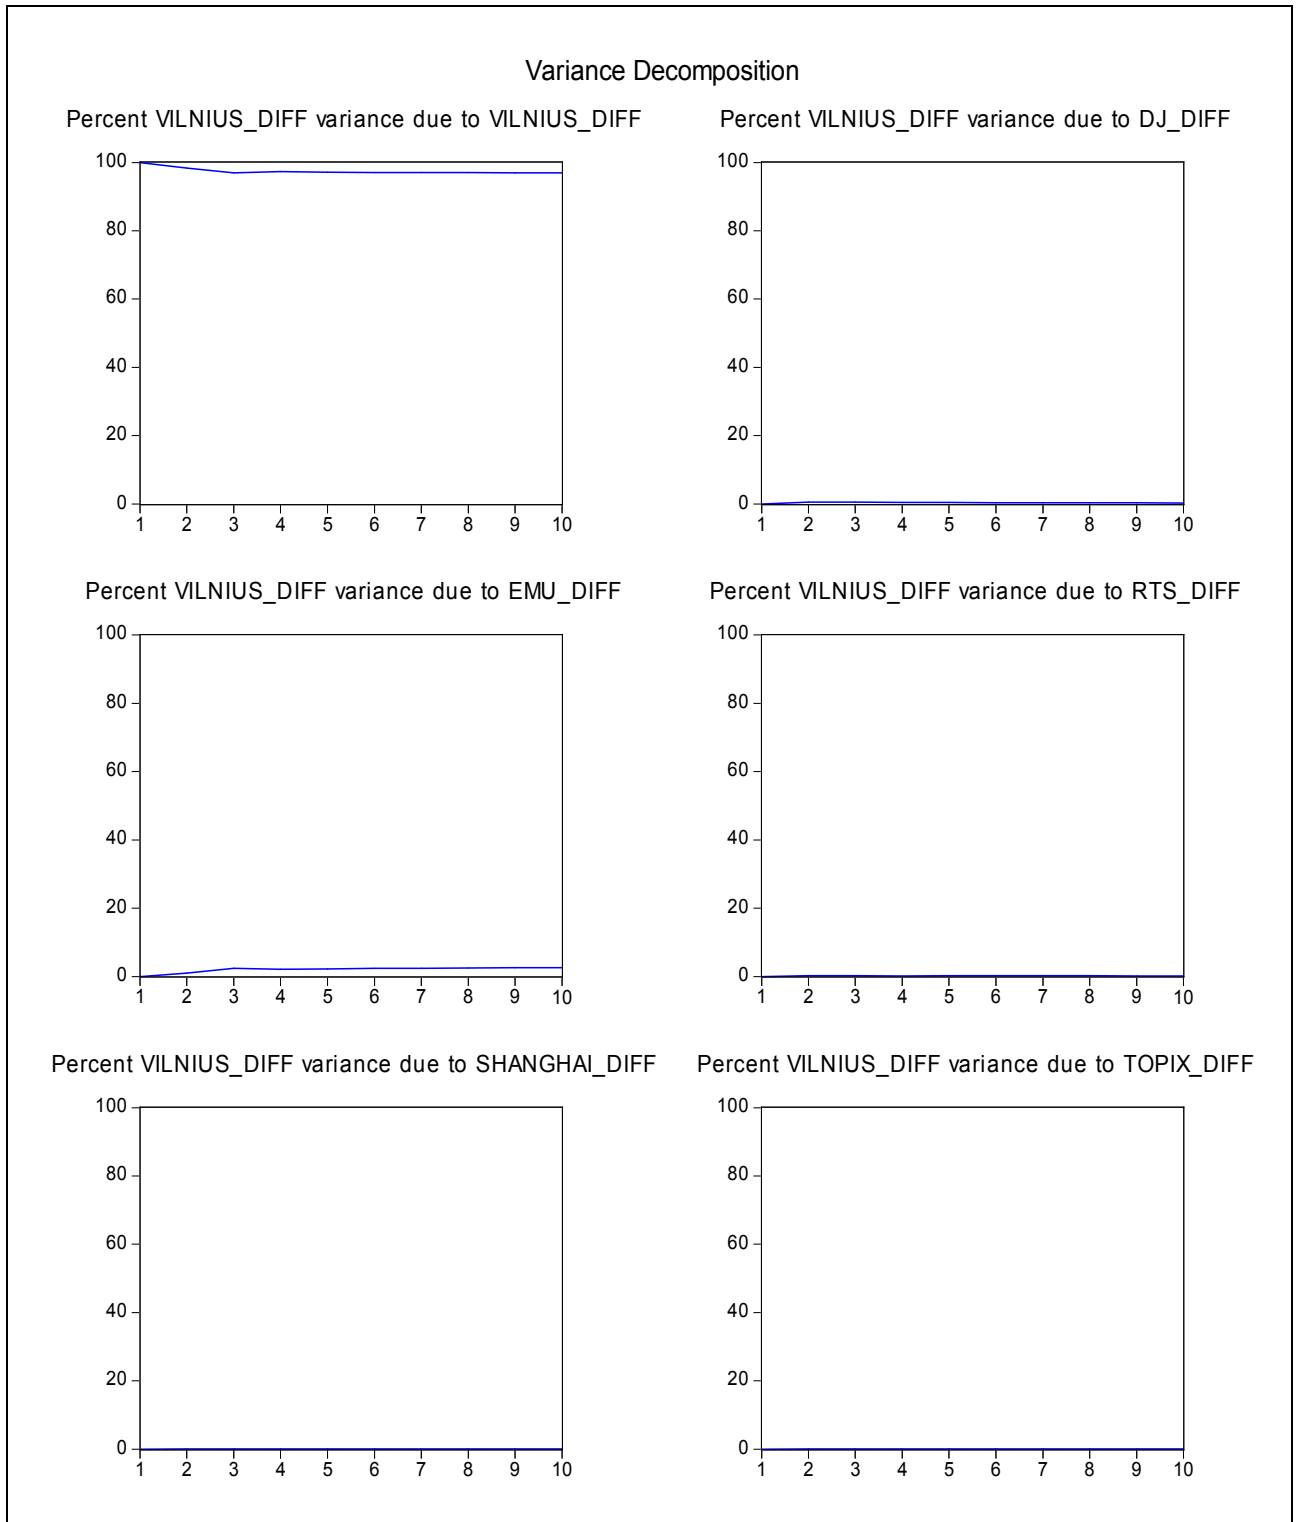 Variance Decomposition
Percent VILNIUS_DIFF variance due to VILNIUS_DIFF
100
80
60
40
20
0
1 2 3 4 5 6 7 8 9 10
Percent VILNIUS_DIFF variance due to DJ_DIFF
100
80
60
40
20
0
1 2 3 4 5 6 7 8 9 10
Percent VILNIUS_DIFF variance due to EMU_DIFF
100
80
60
40
20
0
1 2 3 4 5 6 7 8 9 10
Percent VILNIUS_DIFF variance due to RTS_DIFF
100
80
60
40
20
0
1 2 3 4 5 6 7 8 9 10
Percent VILNIUS_DIFF variance due to SHANGHAI_DIFF
100
80
60
40
20
0
1 2 3 4 5 6 7 8 9 10
Percent VILNIUS_DIFF variance due to TOPIX_DIFF
100
80
60
40
20
0
1 2 3 4 5 6 7 8 9 10